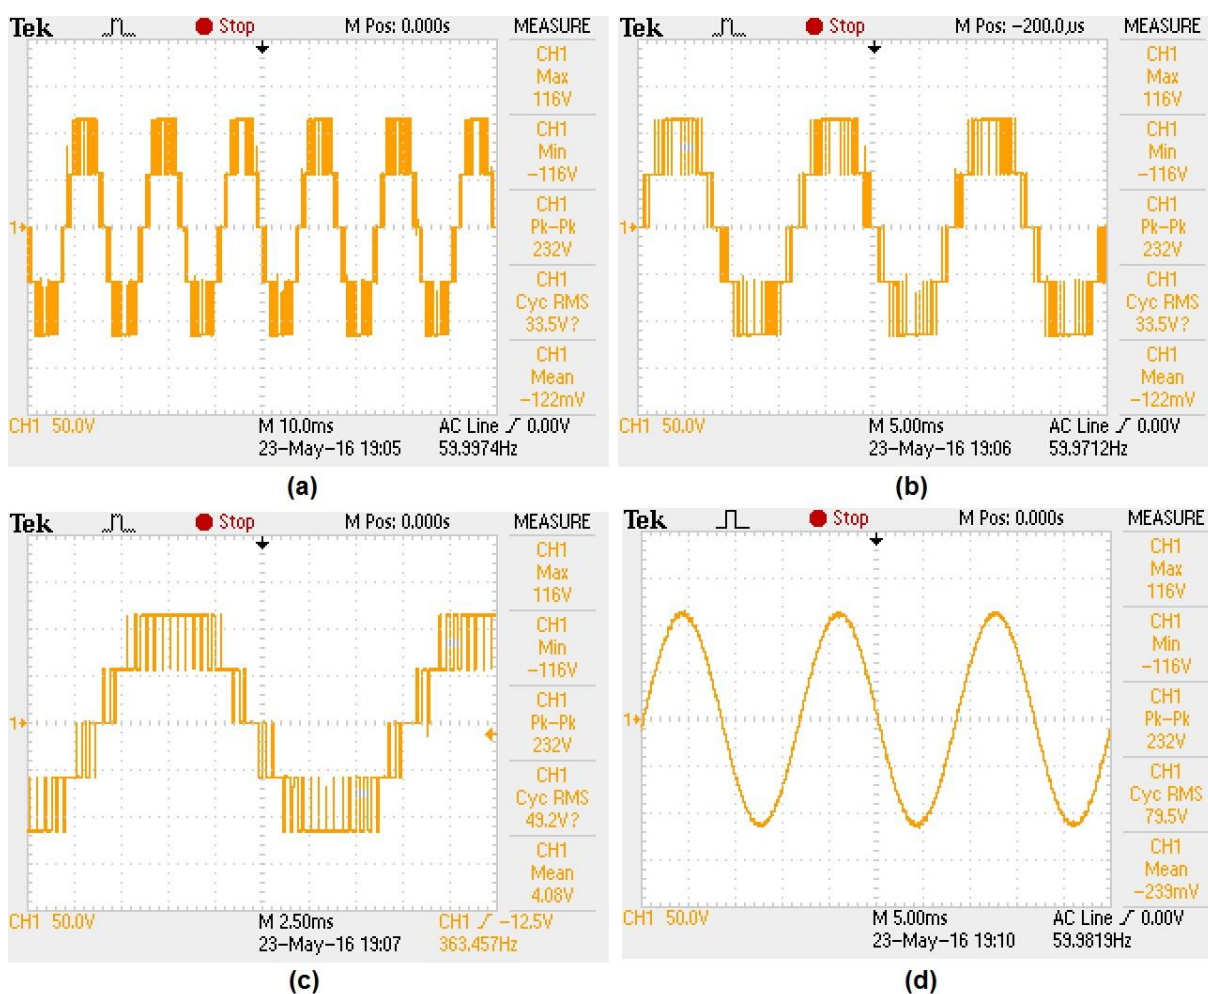 Tek Stop M Pos: 0.000s MEASURE
CH1
Max
116V
CH1
Min
-116V
1
CH1
Pk-Pk
232V
CH1
Cyc RMS
33.5V?
CH1
Mean
-122mV
CH1 50.0V M 10.0ms AC Line 0.00V
23-May-16 19:05 59.9974Hz
(a)
Tek Stop M Pos: -200.0µs MEASURE
CH1
Max
116V
CH1
Min
-116V
1
CH1
Pk-Pk
232V
CH1
Cyc RMS
33.5V?
CH1
Mean
-122mV
CH1 50.0V M 5.00ms AC Line 0.00V
23-May-16 19:06 59.9712Hz
(b)
Tek Stop M Pos: 0.000s MEASURE
CH1
Max
116V
CH1
Min
-116V
1
CH1
Pk-Pk
232V
CH1
Cyc RMS
49.2V?
CH1
Mean
4.08V
CH1 50.0V M 2.50ms CH1 -12.5V
23-May-16 19:07 363.457Hz
(c)
Tek Stop M Pos: 0.000s MEASURE
CH1
Max
116V
CH1
Min
-116V
1
CH1
Pk-Pk
232V
CH1
Cyc RMS
79.5V
CH1
Mean
-239mV
CH1 50.0V M 5.00ms AC Line 0.00V
23-May-16 19:10 59.9819Hz
(d)